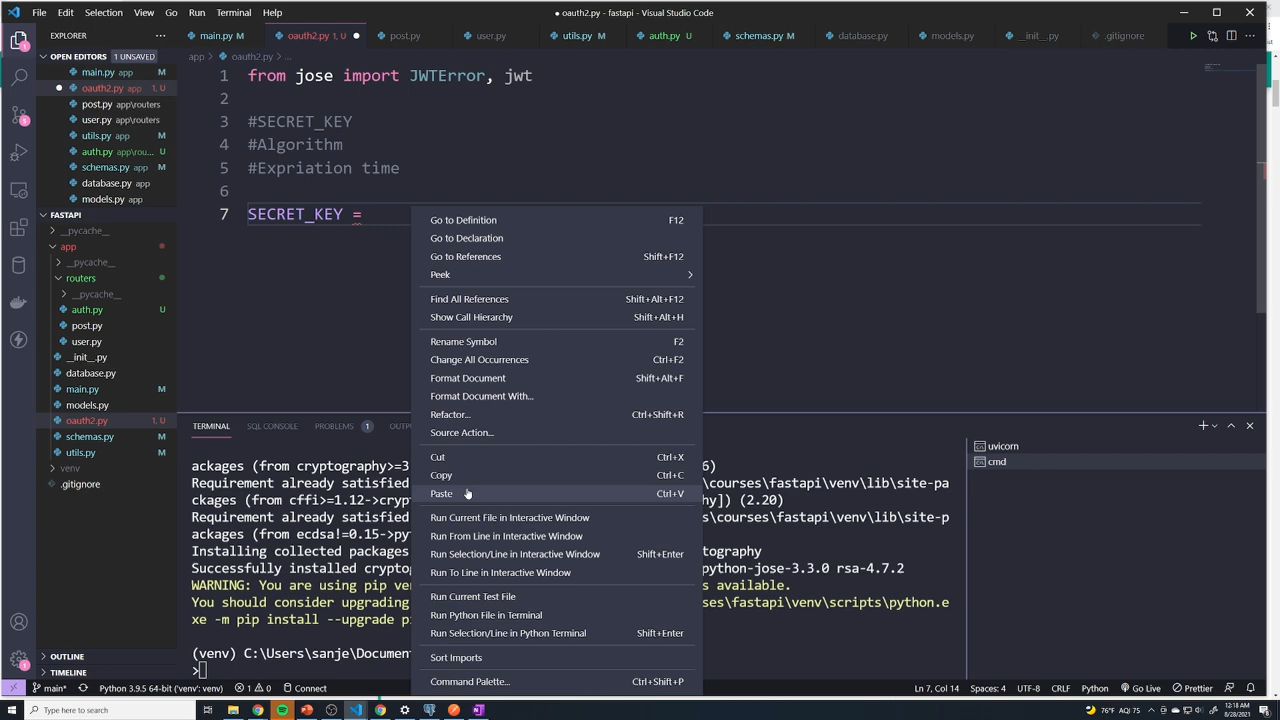 File Edit Selection View Go Run Terminal Help
● oauth2.py - fastapi - Visual Studio Code
EXPLORER ···
main.py M
oauth2.py 1, U ●
post.py
user.py
utils.py M
auth.py U
schemas.py M
database.py
models.py
__init__.py
.gitignore
OPEN EDITORS 1 UNSAVED
main.py app M
oauth2.py app 1, U
post.py app\routers
user.py app\routers
utils.py app M
auth.py app\rou... U
schemas.py app M
database.py app
models.py app
FASTAPI
__pycache__
app
__pycache__
routers
__pycache__
auth.py U
post.py
user.py
__init__.py
database.py
main.py M
models.py
oauth2.py 1, U
schemas.py M
utils.py M
venv
.gitignore
OUTLINE
TIMELINE
app > oauth2.py > ...
1 from jose import JWTError, jwt
2
3 #SECRET_KEY
4 #Algorithm
5 #Expriation time
6
7 SECRET_KEY =
Go to Definition F12
Go to Declaration
Go to References Shift+F12
Peek
Find All References Shift+Alt+F12
Show Call Hierarchy Shift+Alt+H
Rename Symbol F2
Change All Occurrences Ctrl+F2
Format Document Shift+Alt+F
Format Document With...
Refactor... Ctrl+Shift+R
Source Action...
Cut Ctrl+X
Copy Ctrl+C
Paste Ctrl+V
Run Current File in Interactive Window
Run From Line in Interactive Window
Run Selection/Line in Interactive Window Shift+Enter
Run To Line in Interactive Window
Run Current Test File
Run Python File in Terminal
Run Selection/Line in Python Terminal Shift+Enter
Sort Imports
Command Palette... Ctrl+Shift+P
TERMINAL SQL CONSOLE PROBLEMS 1 OUTP
uvicorn
cmd
ackages (from cryptography>=3 6)
Requirement already satisfied /courses\fastapi\venv\lib\site-pa
ckages (from cffi>=1.12->cryp y]) (2.20)
Requirement already satisfied s\courses\fastapi\venv\lib\site-p
ackages (from ecdsa!=0.15->py
Installing collected packages tography
Successfully installed crypto python-jose-3.3.0 rsa-4.7.2
WARNING: You are using pip ve s available.
You should consider upgrading ses\fastapi\venv\scripts\python.e
xe -m pip install --upgrade pi
(venv) C:\Users\sanje\Document
>
main* Python 3.9.5 64-bit ('venv': venv) 1 0 Connect
Ln 7, Col 14 Spaces: 4 UTF-8 CRLF Python Go Live Prettier
Type here to search
76°F AQI 75
12:18 AM
8/28/2021